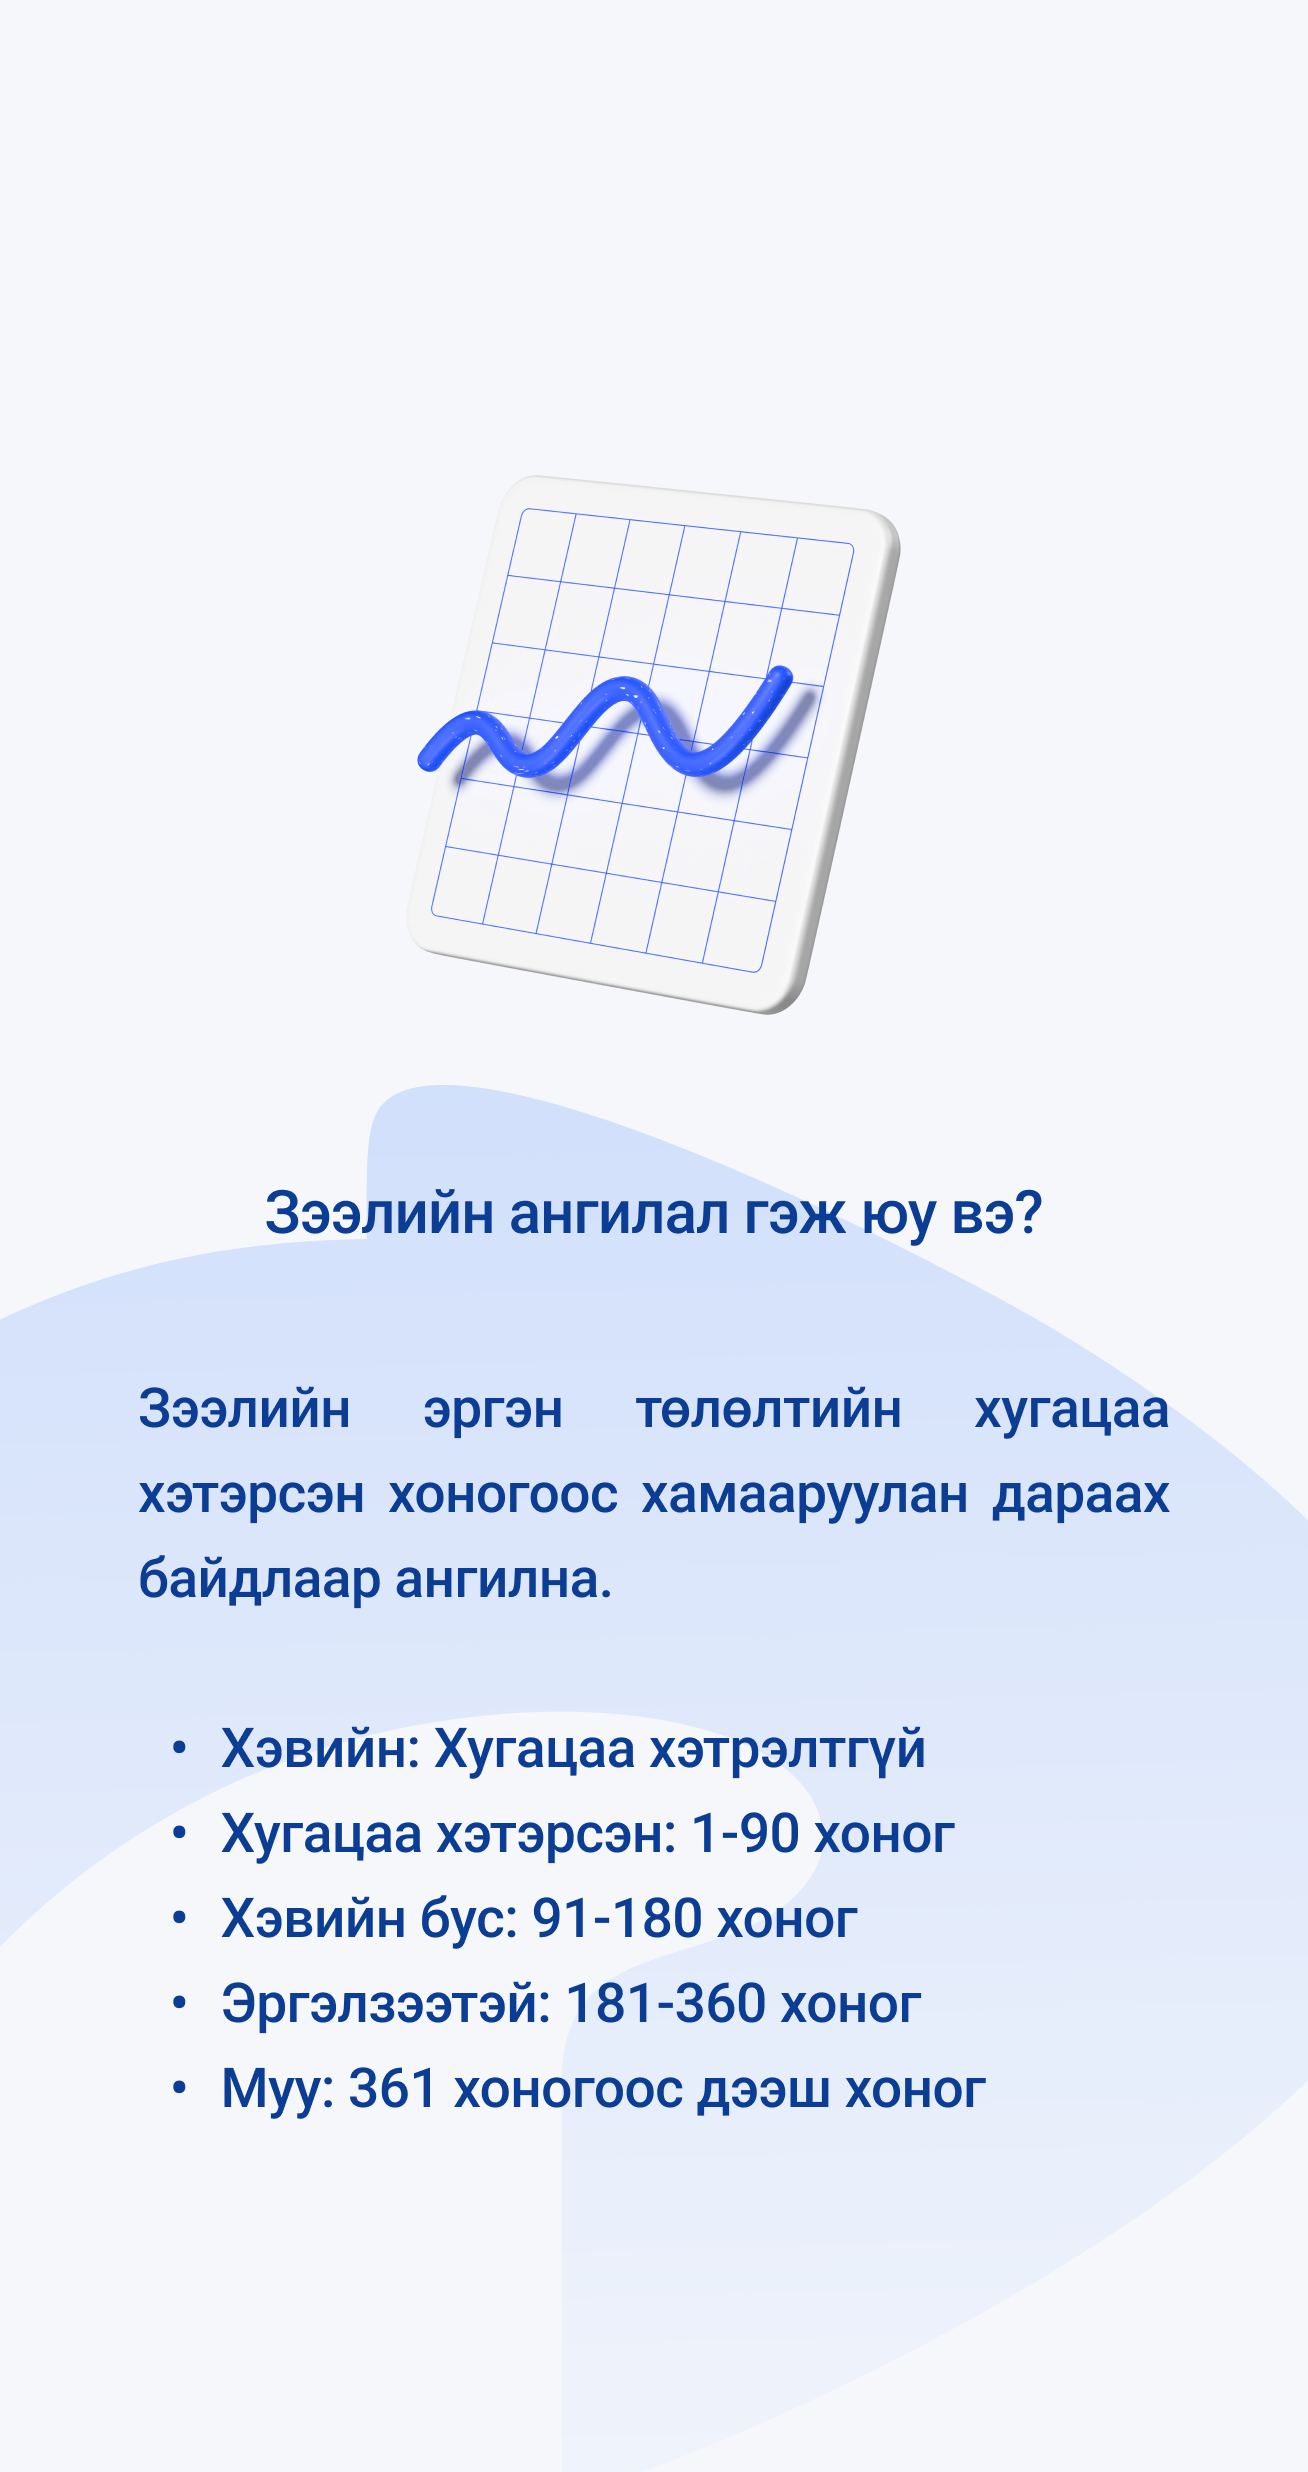 Зээлийн ангилал гэж юу вэ?
Зээлийн эргэн төлөлтийн хугацаа
хэтэрсэн хоногоос хамааруулан дараах
байдлаар ангилна.
• Хэвийн: Хугацаа хэтрэлтгүй
• Хугацаа хэтэрсэн: 1-90 хоног
• Хэвийн бус: 91-180 хоног
• Эргэлзээтэй: 181-360 хоног
• Муу: 361 хоногоос дээш хоног